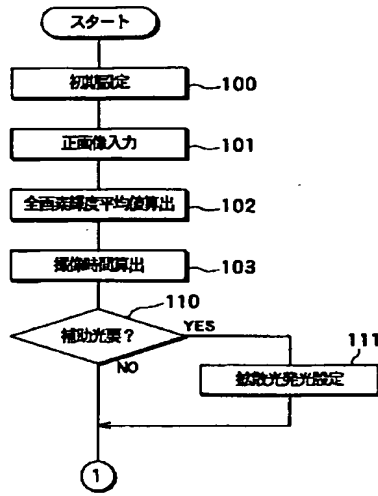 スタート
初期設定
100
正画像入力
101
全画素輝度平均値算出
102
撮像時間算出
103
110
補助光要？
YES
NO
111
拡散光発光設定
1